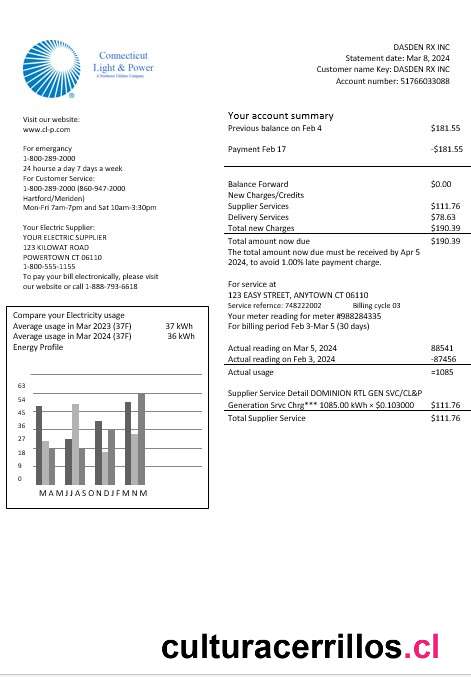 Connecticut
Light & Power
A Northeast Utilities Company
DASDEN RX INC
Statement date: Mar 8, 2024
Customer name Key: DASDEN RX INC
Account number: 51766033088
Visit our website:
www.cl-p.com
For emergancy
1-800-289-2000
24 hourse a day 7 days a week
For Customer Service:
1-800-289-2000 (860-947-2000
Hartford/Meriden)
Mon-Fri 7am-7pm and Sat 10am-3:30pm
Your Electric Supplier:
YOUR ELECTRIC SUPPLIER
123 KILOWAT ROAD
POWERTOWN CT 06110
1-800-555-1155
To pay your bill electronically, please visit
our website or call 1-888-793-6618
Compare your Electricity usage
Average usage in Mar 2023 (37F) 37 kWh
Average usage in Mar 2024 (37F) 36 kWh
Energy Profile
63
54
45
36
27
18
9
0
M A M J J A S O N D J F M N M
Your account summary
Previous balance on Feb 4 $181.55
Payment Feb 17 -$181.55
Balance Forward $0.00
New Charges/Credits
Supplier Services $111.76
Delivery Services $78.63
Total new Charges $190.39
Total amount now due $190.39
The total amount now due must be received by Apr 5
2024, to avoid 1.00% late payment charge.
For service at
123 EASY STREET, ANYTOWN CT 06110
Service refernce: 748222002 Billing cycle 03
Your meter reading for meter #988284335
For billing period Feb 3-Mar 5 (30 days)
Actual reading on Mar 5, 2024 88541
Actual reading on Feb 3, 2024 -87456
Actual usage =1085
Supplier Service Detail DOMINION RTL GEN SVC/CL&P
Generation Srvc Chrg*** 1085.00 kWh × $0.103000 $111.76
Total Supplier Service $111.76
culturacerrillos.cl